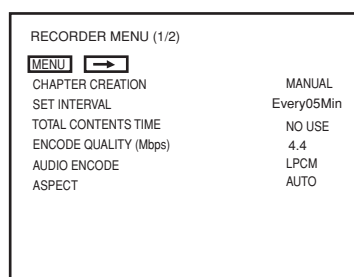 RECORDER MENU (1/2)
MENU →
CHAPTER CREATION MANUAL
SET INTERVAL Every05Min
TOTAL CONTENTS TIME NO USE
ENCODE QUALITY (Mbps) 4.4
AUDIO ENCODE LPCM
ASPECT AUTO